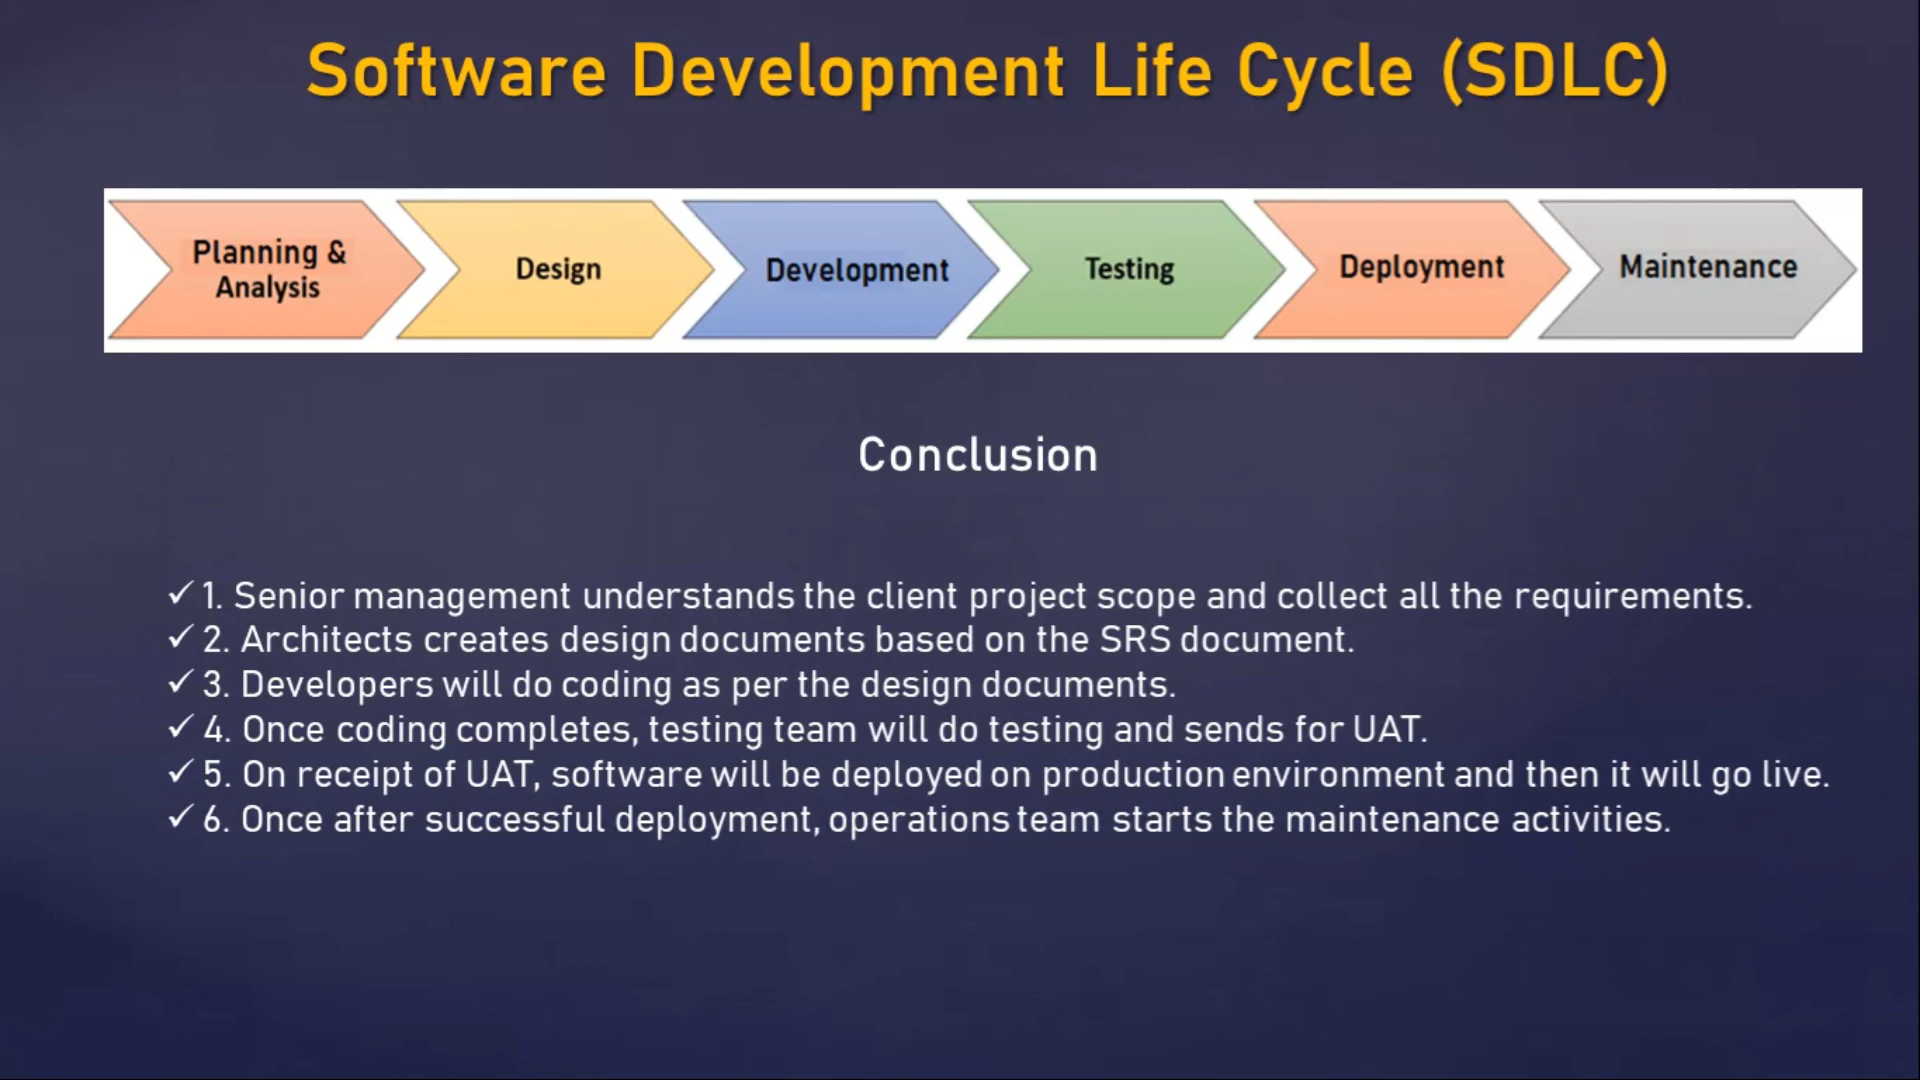 Software Development Life Cycle (SDLC)
Planning &
Analysis
Design
Development
Testing
Deployment
Maintenance
Conclusion
✓ 1. Senior management understands the client project scope and collect all the requirements.
✓ 2. Architects creates design documents based on the SRS document.
✓ 3. Developers will do coding as per the design documents.
✓ 4. Once coding completes, testing team will do testing and sends for UAT.
✓ 5. On receipt of UAT, software will be deployed on production environment and then it will go live.
✓ 6. Once after successful deployment, operations team starts the maintenance activities.